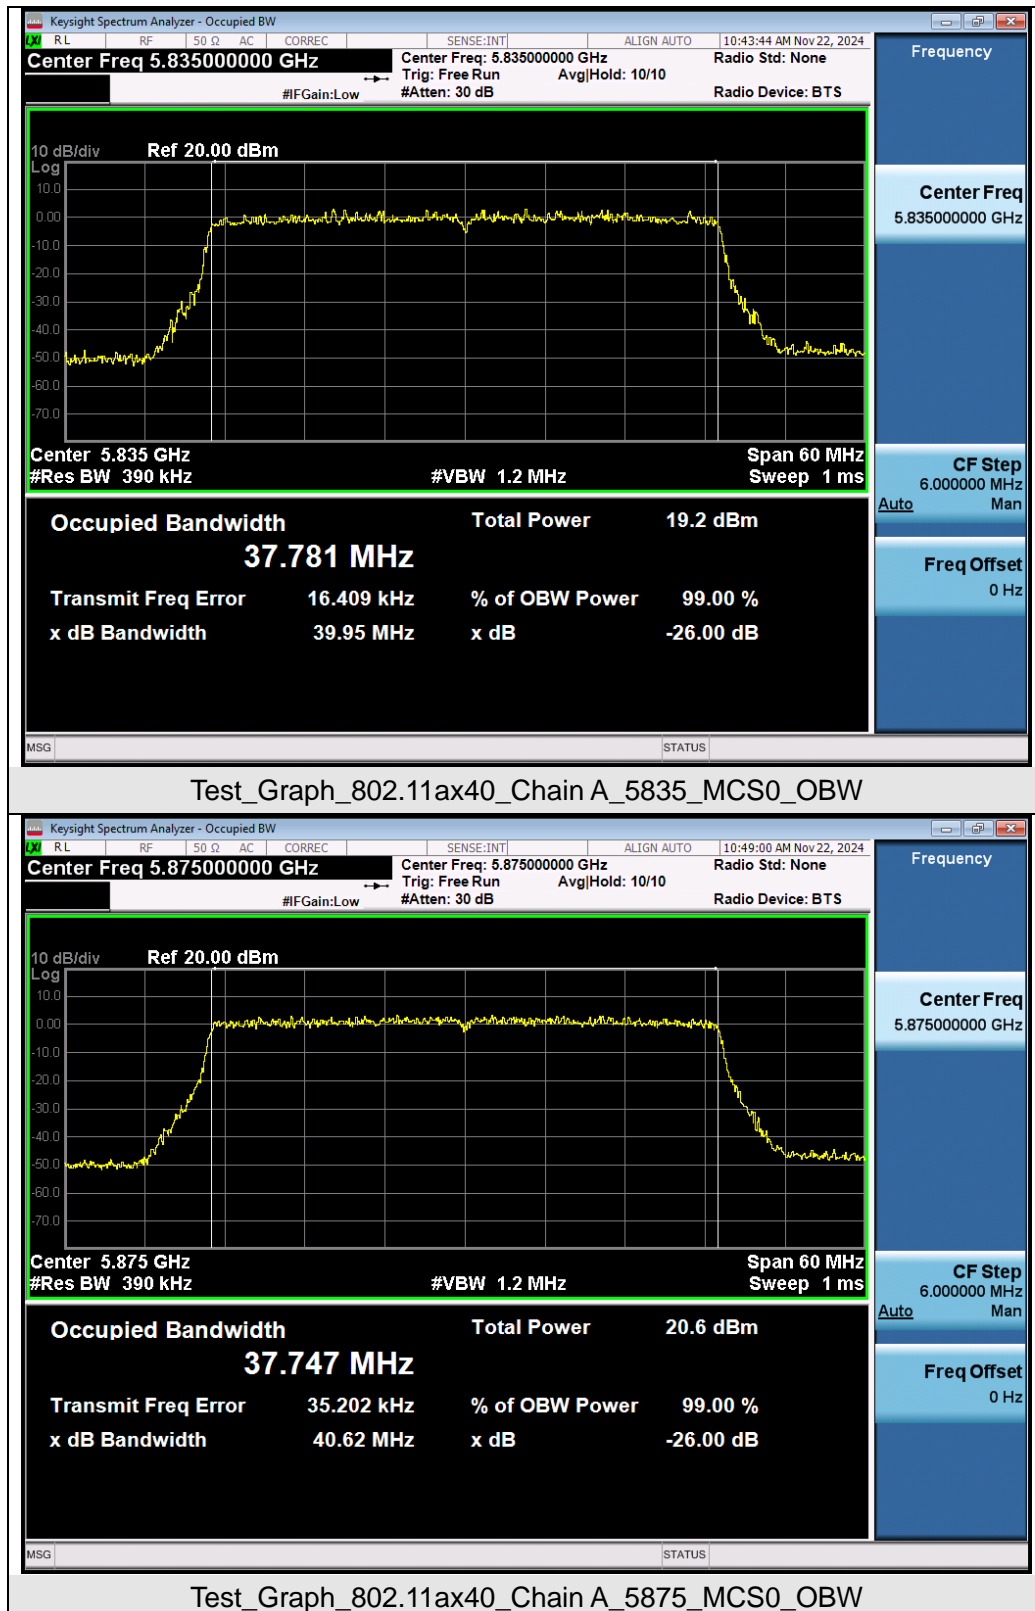 Keysight Spectrum Analyzer - Occupied BW
LXI RL RF 50 Ω AC CORREC SENSE:INT ALIGN AUTO 10:43:44 AM Nov 22, 2024
Center Freq 5.835000000 GHz
Center Freq: 5.835000000 GHz
Radio Std: None
Trig: Free Run Avg|Hold: 10/10
#IFGain:Low
#Atten: 30 dB
Radio Device: BTS
Frequency
10 dB/div Ref 20.00 dBm
Log
10.0
0.00
-10.0
-20.0
-30.0
-40.0
-50.0
-60.0
-70.0
Center Freq
5.835000000 GHz
Center 5.835 GHz
Span 60 MHz
#Res BW 390 kHz
#VBW 1.2 MHz
Sweep 1 ms
CF Step
6.000000 MHz
Auto Man
Freq Offset
0 Hz
Occupied Bandwidth
Total Power 19.2 dBm
37.781 MHz
Transmit Freq Error 16.409 kHz % of OBW Power 99.00 %
x dB Bandwidth 39.95 MHz x dB -26.00 dB
MSG STATUS
Test_Graph_802.11ax40_Chain A_5835_MCS0_OBW
Keysight Spectrum Analyzer - Occupied BW
LXI RL RF 50 Ω AC CORREC SENSE:INT ALIGN AUTO 10:49:00 AM Nov 22, 2024
Center Freq 5.875000000 GHz
Center Freq: 5.875000000 GHz
Radio Std: None
Trig: Free Run Avg|Hold: 10/10
#IFGain:Low
#Atten: 30 dB
Radio Device: BTS
Frequency
10 dB/div Ref 20.00 dBm
Log
10.0
0.00
-10.0
-20.0
-30.0
-40.0
-50.0
-60.0
-70.0
Center Freq
5.875000000 GHz
Center 5.875 GHz
Span 60 MHz
#Res BW 390 kHz
#VBW 1.2 MHz
Sweep 1 ms
CF Step
6.000000 MHz
Auto Man
Freq Offset
0 Hz
Occupied Bandwidth
Total Power 20.6 dBm
37.747 MHz
Transmit Freq Error 35.202 kHz % of OBW Power 99.00 %
x dB Bandwidth 40.62 MHz x dB -26.00 dB
MSG STATUS
Test_Graph_802.11ax40_Chain A_5875_MCS0_OBW